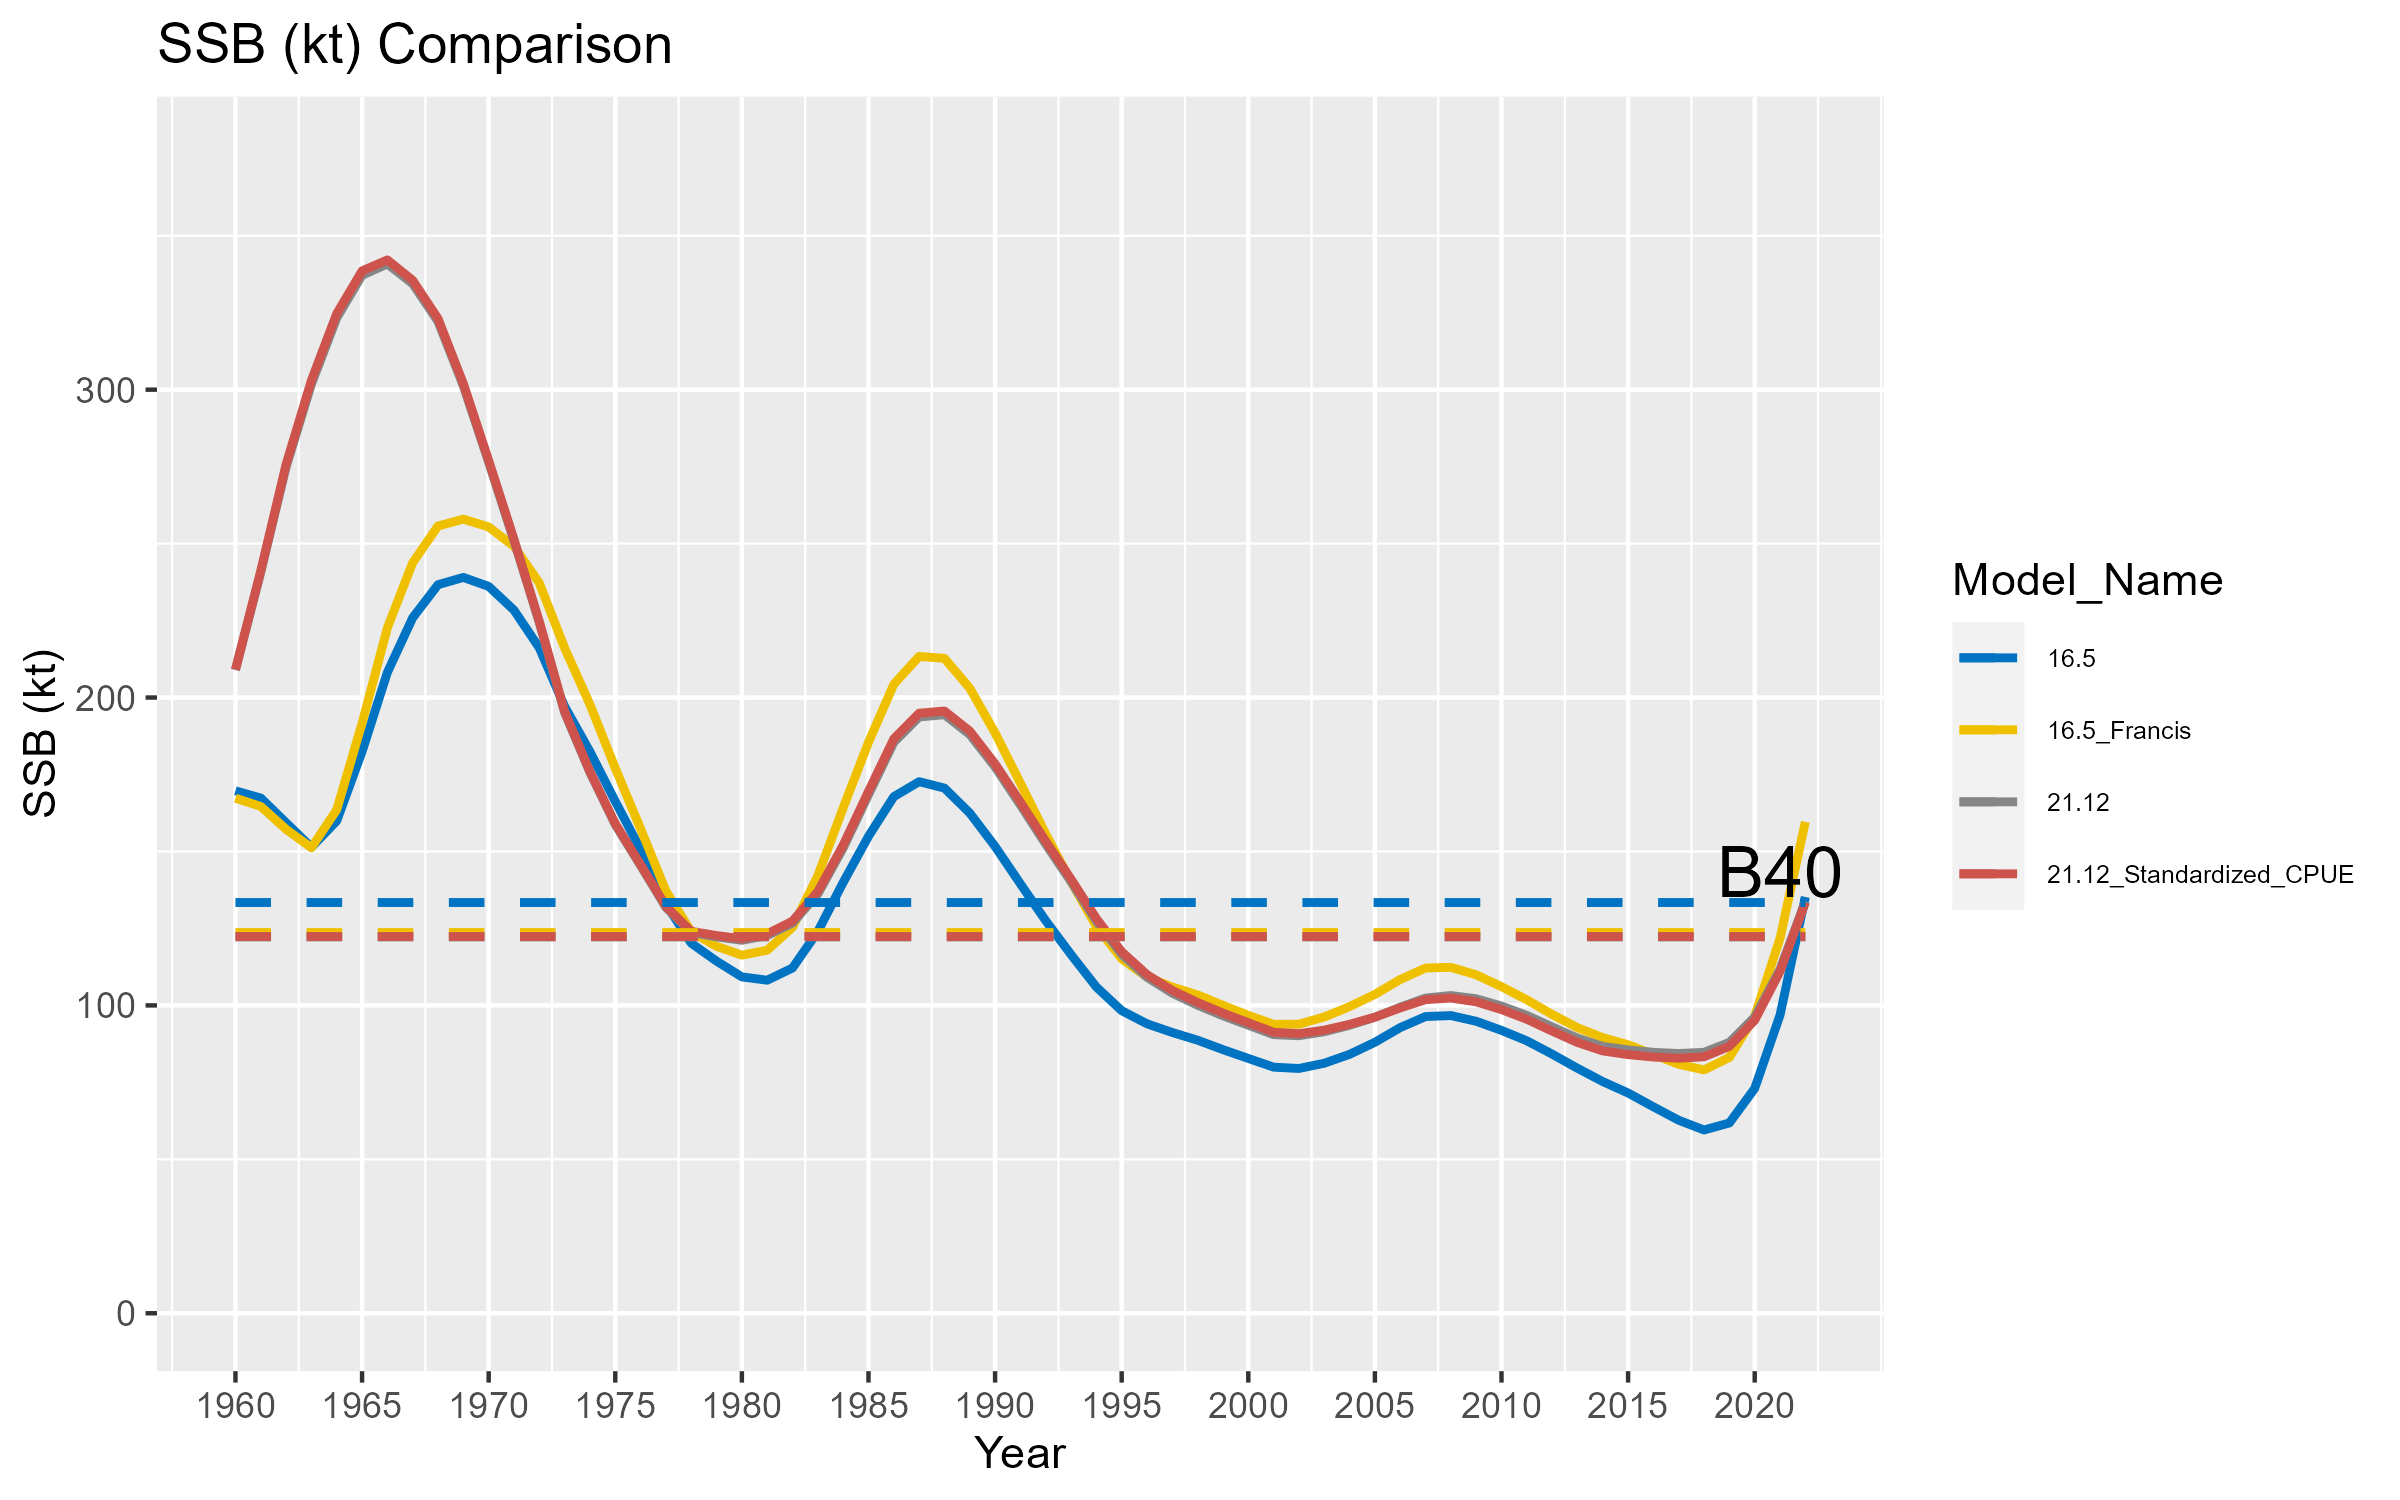 SSB (kt) Comparison
SSB (kt)
300
200
100
0
B40
1960 1965 1970 1975 1980 1985 1990 1995 2000 2005 2010 2015 2020
Year
Model_Name
16.5
16.5_Francis
21.12
21.12_Standardized_CPUE